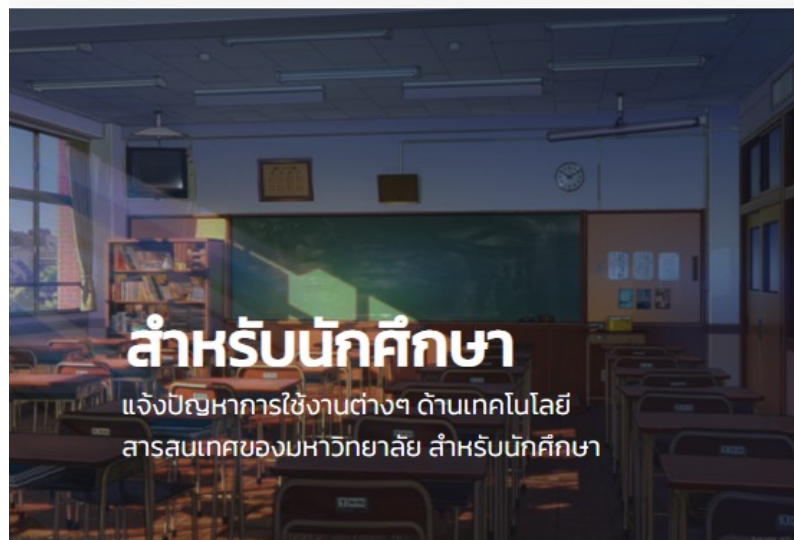 สำหรับนักศึกษา
แจ้งปัญหาการใช้งานต่างๆ ด้านเทคโนโลยี
สารสนเทศของมหาวิทยาลัย สำหรับนักศึกษา